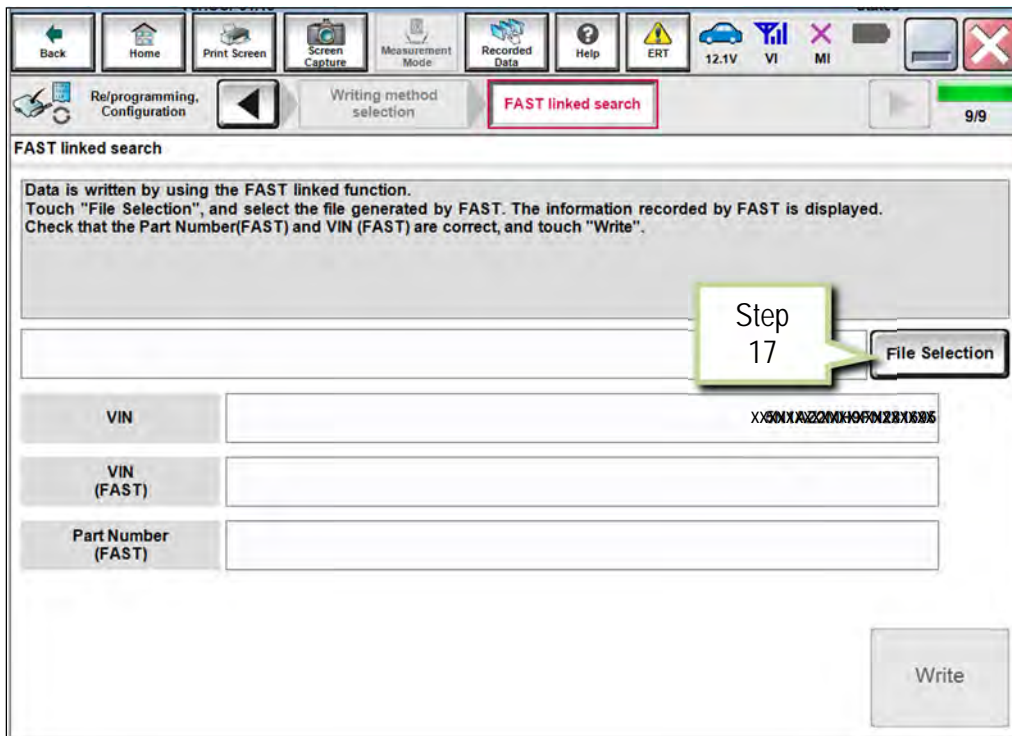 Back
Home
Print Screen
Screen
Capture
Measurement
Mode
Recorded
Data
Help
ERT
12.1V
VI
MI
Re/programming,
Configuration
Writing method
selection
FAST linked search
9/9
FAST linked search
Data is written by using the FAST linked function.
Touch "File Selection", and select the file generated by FAST. The information recorded by FAST is displayed.
Check that the Part Number(FAST) and VIN (FAST) are correct, and touch "Write".
Step
17
File Selection
VIN
VIN
(FAST)
Part Number
(FAST)
Write